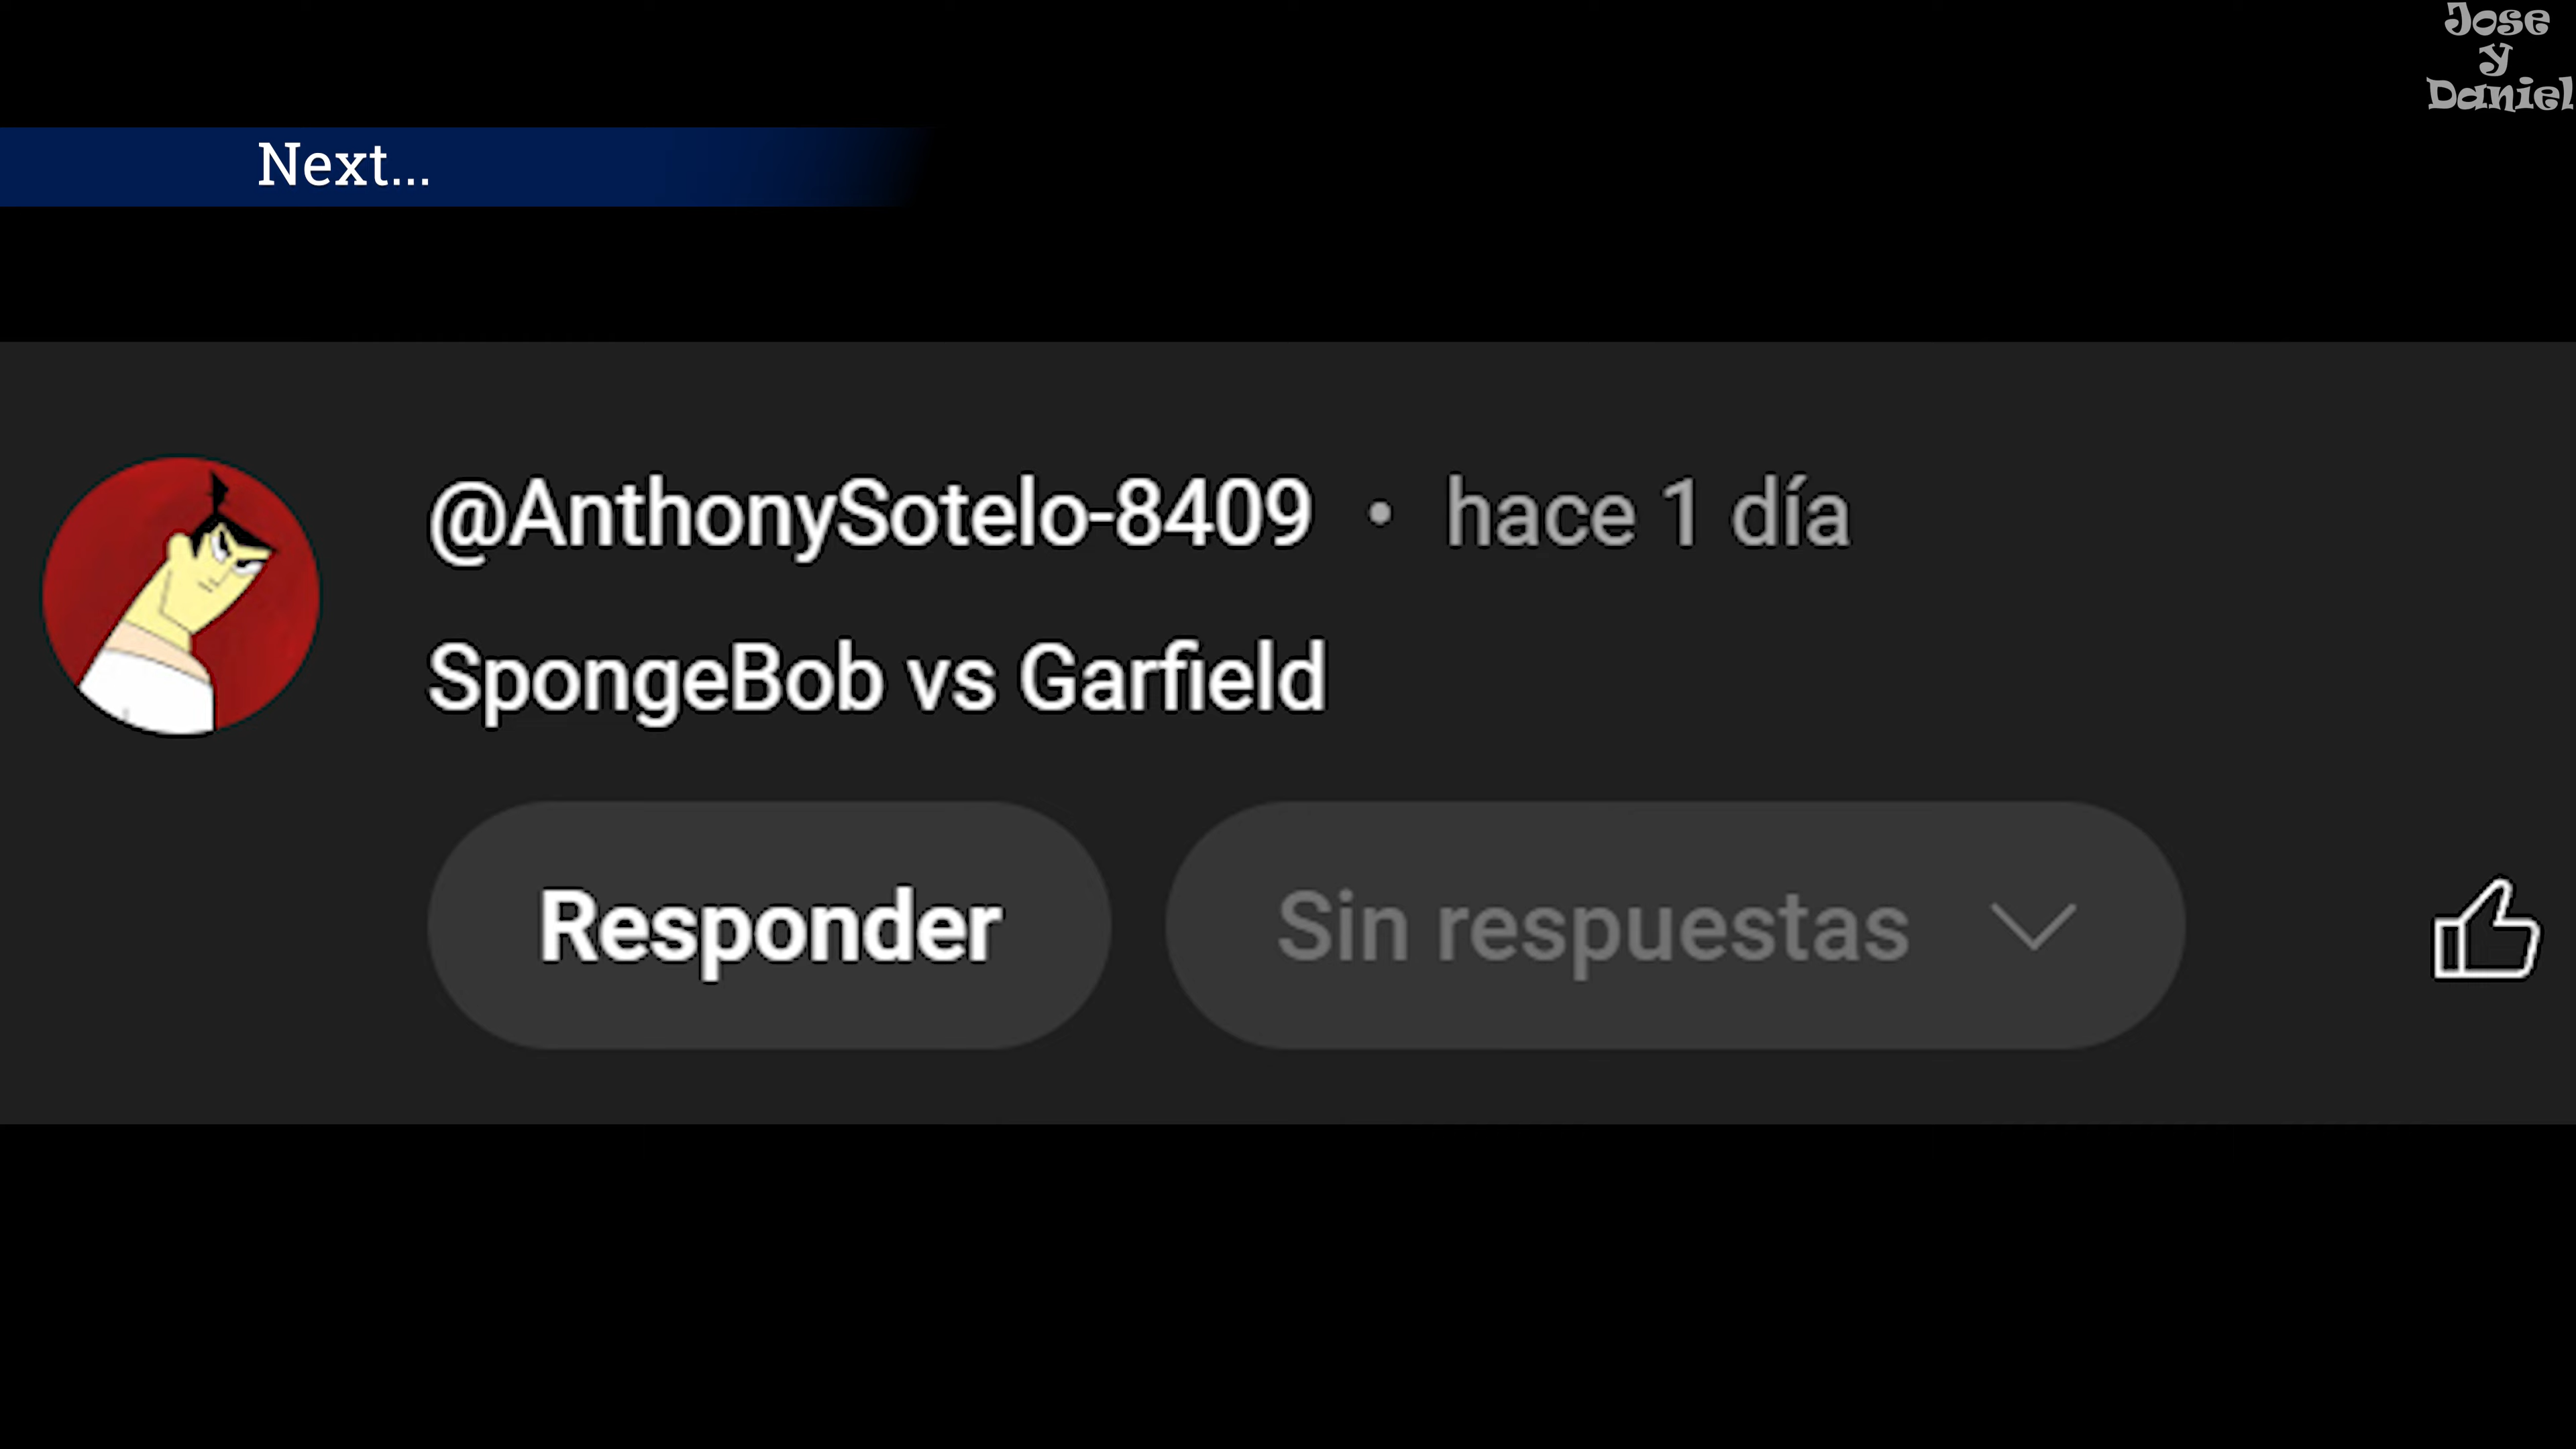 Jose
y
Daniel
Next...
@AnthonySotelo-8409 • hace 1 día
SpongeBob vs Garfield
Responder
Sin respuestas